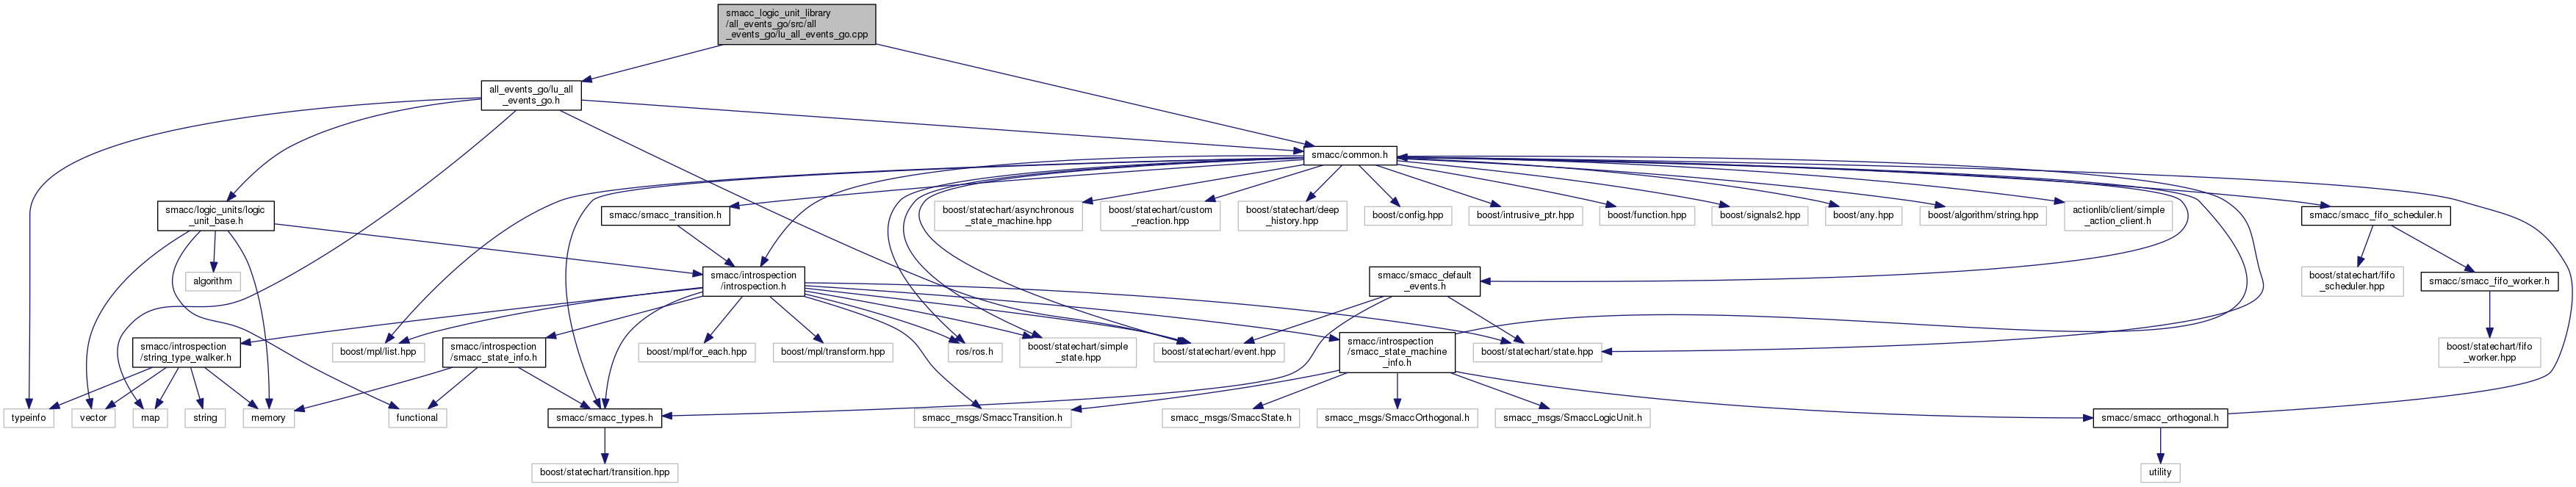 smacc_logic_unit_library
/all_events_go/src/all
_events_go/lu_all_events_go.cpp
all_events_go/lu_all
_events_go.h
smacc/common.h
smacc/logic_units/logic
_unit_base.h
smacc/smacc_transition.h
boost/statechart/asynchronous
_state_machine.hpp
boost/statechart/custom
_reaction.hpp
boost/statechart/deep
_history.hpp
boost/config.hpp
boost/intrusive_ptr.hpp
boost/function.hpp
boost/signals2.hpp
boost/any.hpp
boost/algorithm/string.hpp
actionlib/client/simple
_action_client.h
smacc/smacc_fifo_scheduler.h
algorithm
smacc/introspection
/introspection.h
smacc/smacc_default
_events.h
boost/statechart/fifo
_scheduler.hpp
smacc/smacc_fifo_worker.h
smacc/introspection
/string_type_walker.h
boost/mpl/list.hpp
smacc/introspection
/smacc_state_info.h
boost/mpl/for_each.hpp
boost/mpl/transform.hpp
ros/ros.h
boost/statechart/simple
_state.hpp
boost/statechart/event.hpp
smacc/introspection
/smacc_state_machine
_info.h
boost/statechart/state.hpp
boost/statechart/fifo
_worker.hpp
typeinfo
vector
map
string
memory
functional
smacc/smacc_types.h
smacc_msgs/SmaccTransition.h
smacc_msgs/SmaccState.h
smacc_msgs/SmaccOrthogonal.h
smacc_msgs/SmaccLogicUnit.h
smacc/smacc_orthogonal.h
boost/statechart/transition.hpp
utility